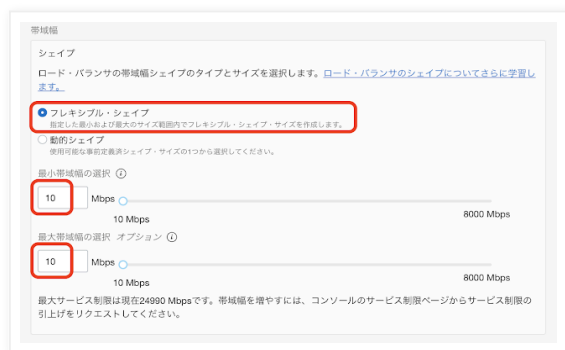 帯域幅
シェイプ
ロード・バランサの帯域幅シェイプのタイプとサイズを選択します。ロード・バランサのシェイプについてさらに学習し
ます。
フレキシブル・シェイプ
指定した最小および最大のサイズ範囲内でフレキシブル・シェイプ・サイズを作成します。
動的シェイプ
使用可能な事前定義済シェイプ・サイズの1つから選択してください。
最小帯域幅の選択 i
10 Mbps
10 Mbps 8000 Mbps
最大帯域幅の選択 オプション i
10 Mbps
10 Mbps 8000 Mbps
最大サービス制限は現在24990 Mbpsです。帯域幅を増やすには、コンソールのサービス制限ページからサービス制限の
引上げをリクエストしてください。